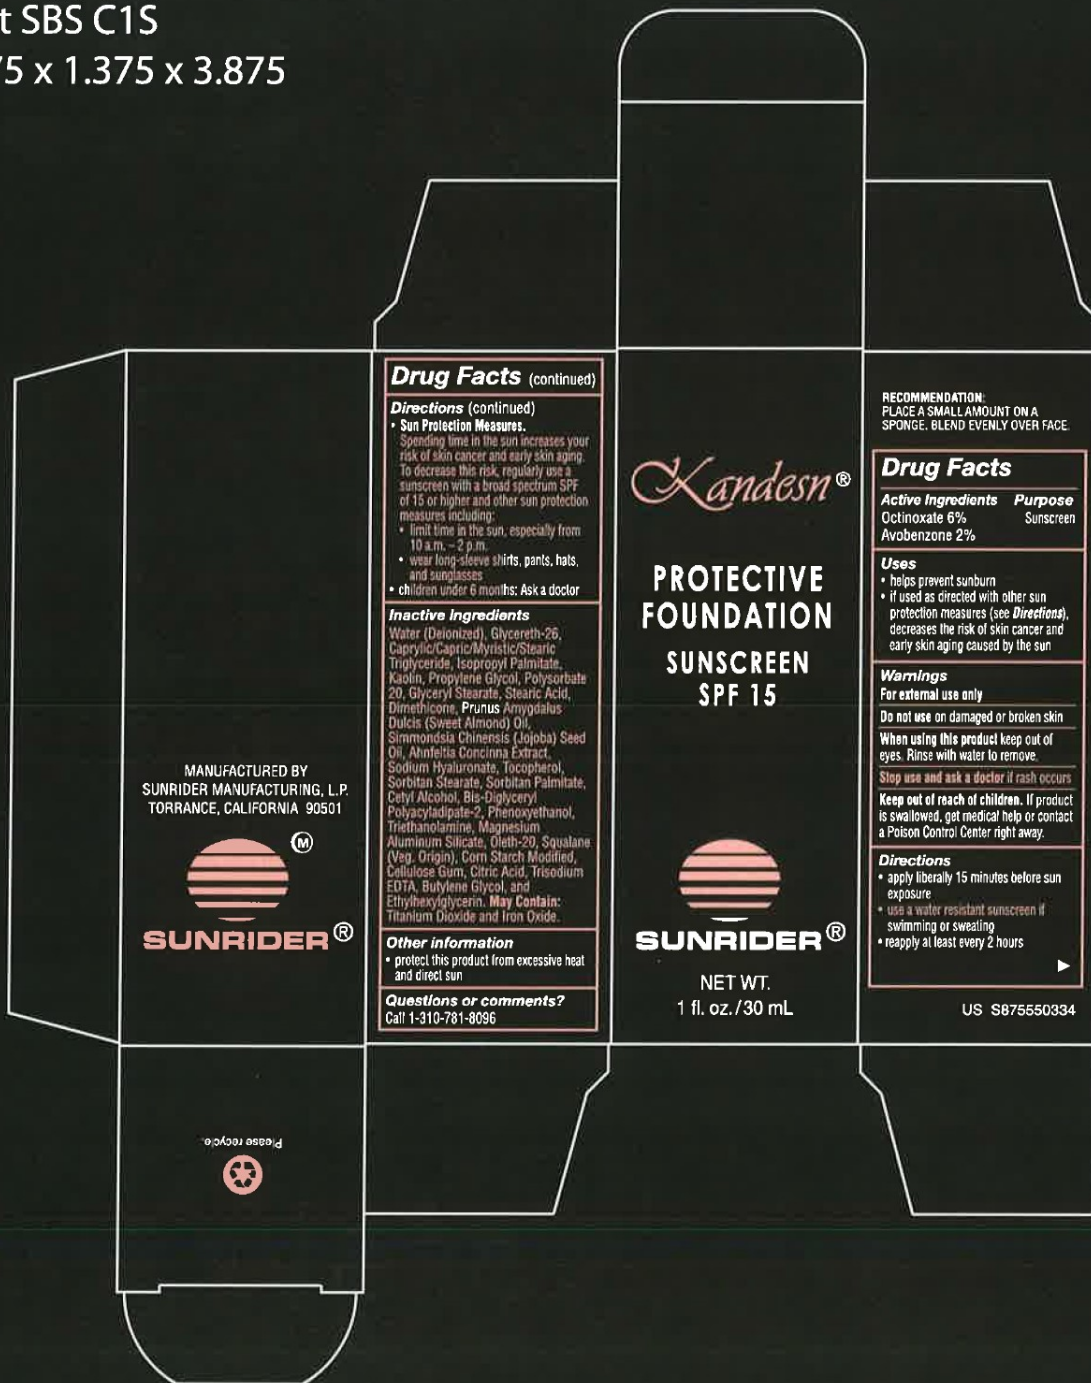 t SBS C1S
75 x 1.375 x 3.875
MANUFACTURED BY
SUNRIDER MANUFACTURING, L.P.
TORRANCE, CALIFORNIA 90501
M
SUNRIDER®
Please recycle.
Drug Facts (continued)
Directions (continued)
• Sun Protection Measures.
Spending time in the sun increases your
risk of skin cancer and early skin aging.
To decrease this risk, regularly use a
sunscreen with a broad spectrum SPF
of 15 or higher and other sun protection
measures including:
• limit time in the sun, especially from
10 a.m. – 2 p.m.
• wear long-sleeve shirts, pants, hats,
and sunglasses
• children under 6 months: Ask a doctor
Inactive Ingredients
Water (Deionized), Glycereth-26,
Caprylic/Capric/Myristic/Stearic
Triglyceride, Isopropyl Palmitate,
Kaolin, Propylene Glycol, Polysorbate
20, Glyceryl Stearate, Stearic Acid,
Dimethicone, Prunus Amygdalus
Dulcis (Sweet Almond) Oil,
Simmondsia Chinensis (Jojoba) Seed
Oil, Ahnfeltia Concinna Extract,
Sodium Hyaluronate, Tocopherol,
Sorbitan Stearate, Sorbitan Palmitate,
Cetyl Alcohol, Bis-Diglyceryl
Polyacyladipate-2, Phenoxyethanol,
Triethanolamine, Magnesium
Aluminum Silicate, Oleth-20, Squalane
(Veg. Origin), Corn Starch Modified,
Cellulose Gum, Citric Acid, Trisodium
EDTA, Butylene Glycol, and
Ethylhexylglycerin. May Contain:
Titanium Dioxide and Iron Oxide.
Other information
• protect this product from excessive heat
and direct sun
Questions or comments?
Call 1-310-781-8096
Kandesn®
PROTECTIVE
FOUNDATION
SUNSCREEN
SPF 15
SUNRIDER®
NET WT.
1 fl. oz./30 mL
RECOMMENDATION:
PLACE A SMALL AMOUNT ON A
SPONGE. BLEND EVENLY OVER FACE.
Drug Facts
Active Ingredients Purpose
Octinoxate 6% Sunscreen
Avobenzone 2%
Uses
• helps prevent sunburn
• if used as directed with other sun
protection measures (see Directions),
decreases the risk of skin cancer and
early skin aging caused by the sun
Warnings
For external use only
Do not use on damaged or broken skin
When using this product keep out of
eyes. Rinse with water to remove.
Stop use and ask a doctor if rash occurs
Keep out of reach of children. If product
is swallowed, get medical help or contact
a Poison Control Center right away.
Directions
• apply liberally 15 minutes before sun
exposure
• use a water resistant sunscreen if
swimming or sweating
• reapply at least every 2 hours
US S875550334